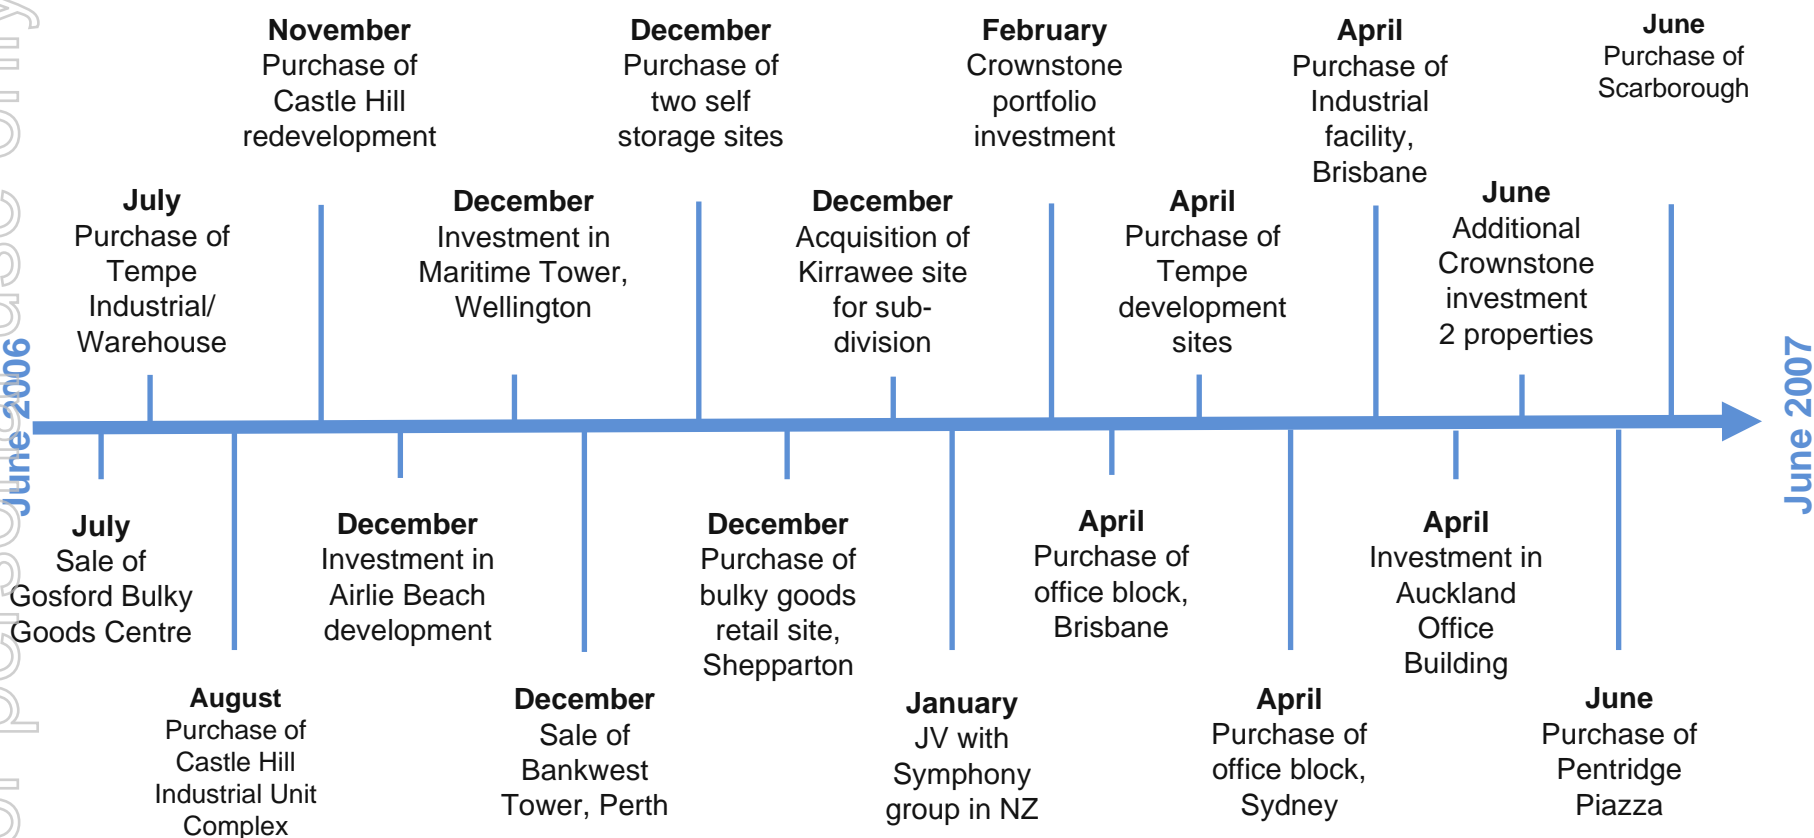 November
Purchase of
Castle Hill
redevelopment
December
Purchase of
two self
storage sites
February
Crownstone
portfolio
investment
April
Purchase of
Industrial
facility,
Brisbane
June
Purchase of
Scarborough
July
Purchase of
Tempe
Industrial/
Warehouse
December
Investment in
Maritime Tower,
Wellington
December
Acquisition of
Kirrawee site
for sub-
division
April
Purchase of
Tempe
development
sites
June
Additional
Crownstone
investment
2 properties
June 2006
June 2007
July
Sale of
Gosford Bulky
Goods Centre
December
Investment in
Airlie Beach
development
December
Purchase of
bulky goods
retail site,
Shepparton
April
Purchase of
office block,
Brisbane
April
Investment in
Auckland
Office
Building
August
Purchase of
Castle Hill
Industrial Unit
Complex
December
Sale of
Bankwest
Tower, Perth
January
JV with
Symphony
group in NZ
April
Purchase of
office block,
Sydney
June
Purchase of
Pentridge
Piazza